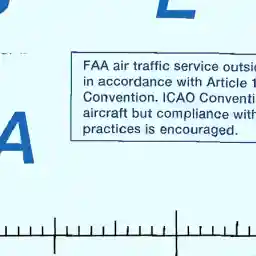 FAA air traffic service outsi
in accordance with Article 1
Convention. ICAO Conventi
aircraft but compliance with
practices is encouraged.
A